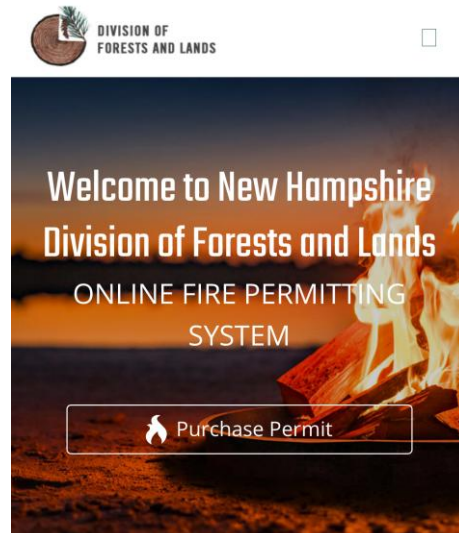 DIVISION OF
FORESTS AND LANDS
Welcome to New Hampshire
Division of Forests and Lands
ONLINE FIRE PERMITTING
SYSTEM
Purchase Permit